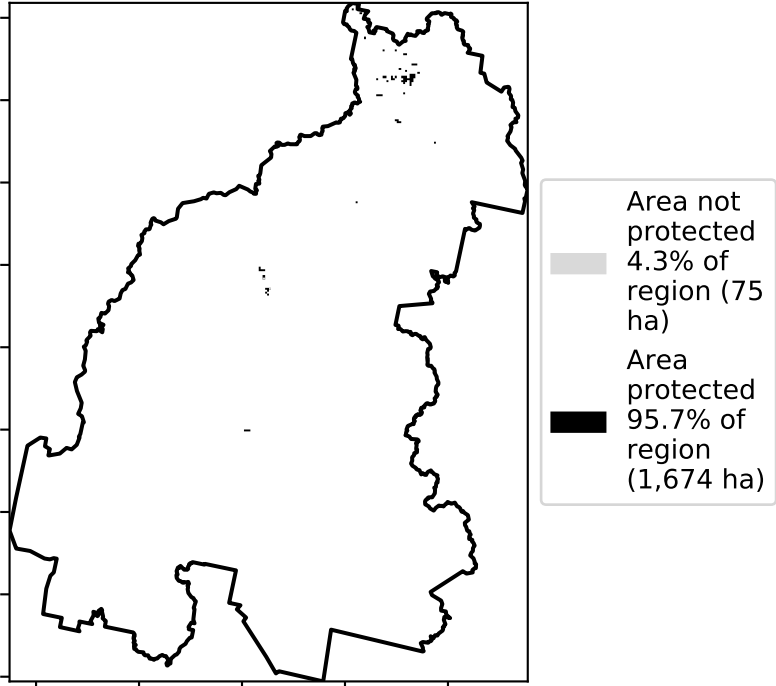 Area not
protected
4.3% of
region (75
ha)
Area
protected
95.7% of
region
(1,674 ha)